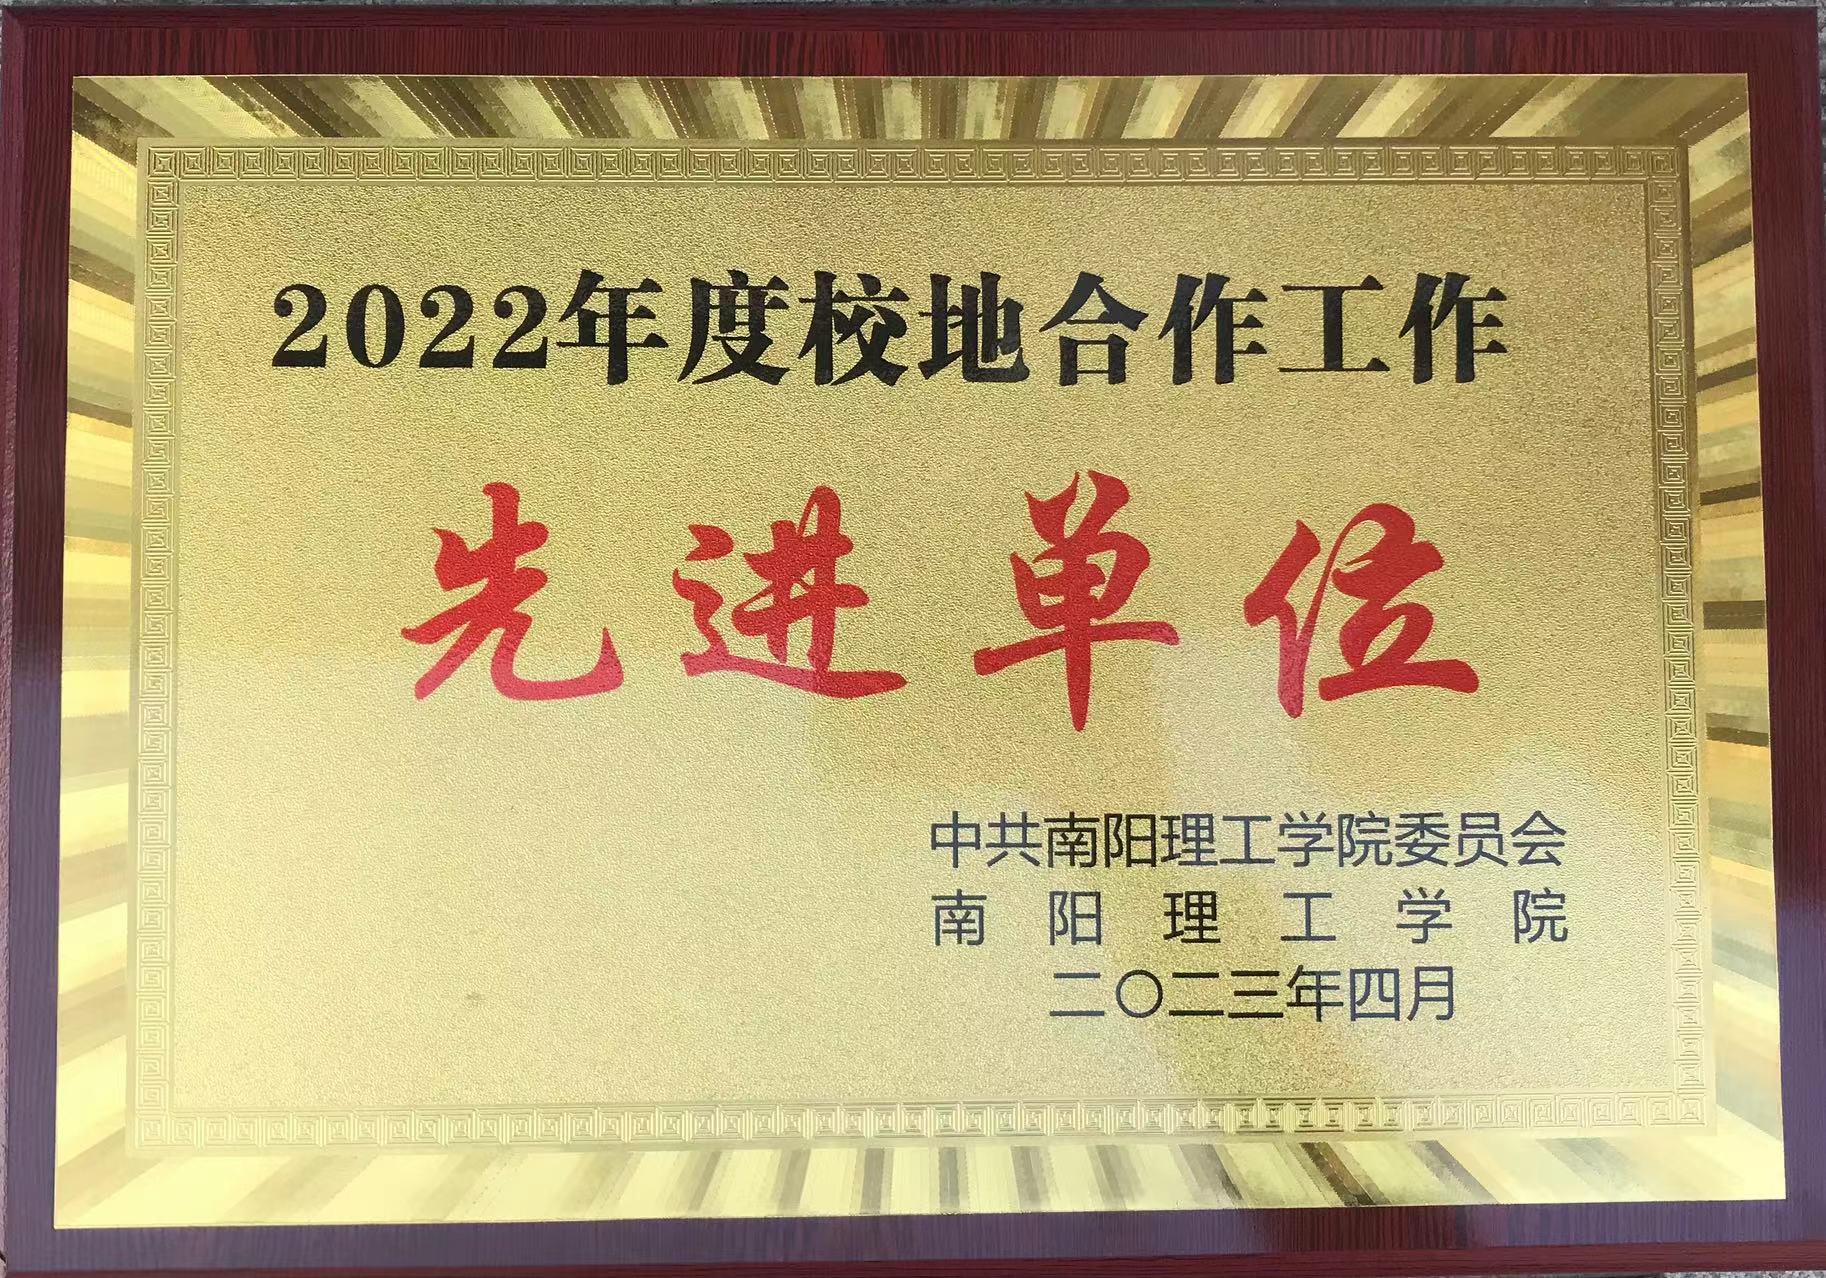 2022年度校地合作工作
先进单位
中共南阳理工学院委员会
南阳理工学院
二〇二三年四月